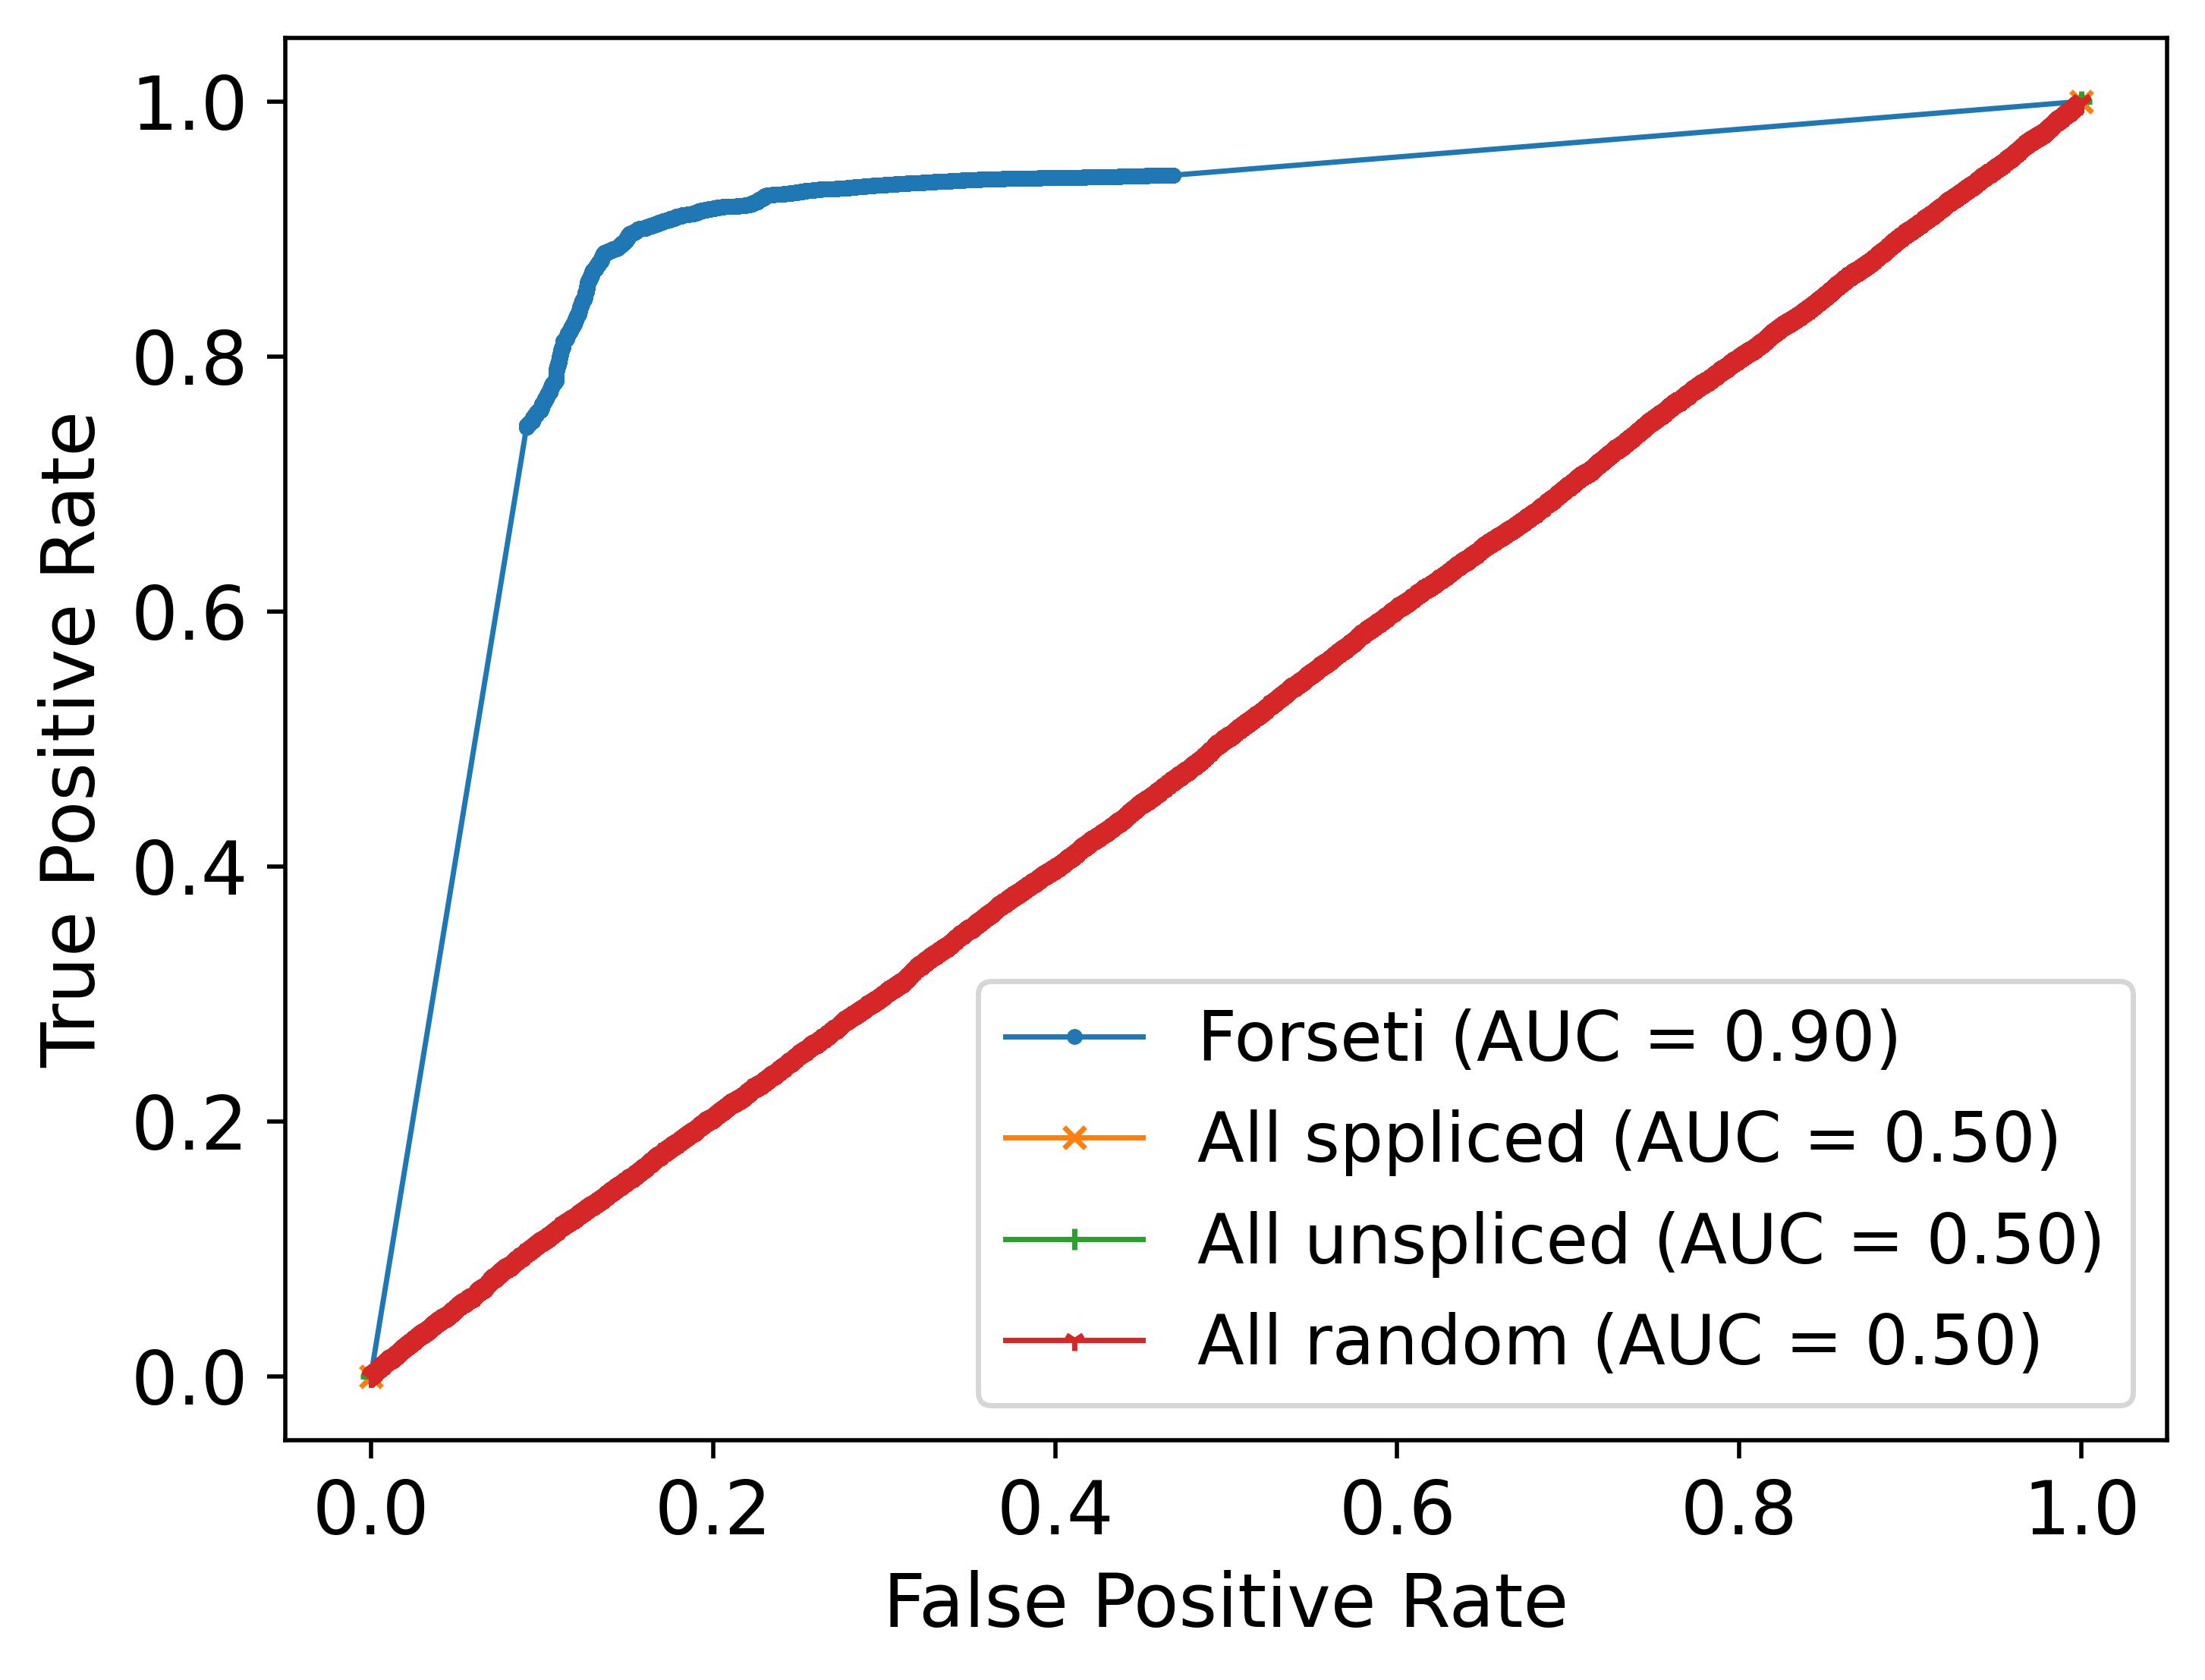 1.0
0.8
0.6
0.4
0.2
0.0
True Positive Rate
Forseti (AUC = 0.90)
All sppliced (AUC = 0.50)
All unspliced (AUC = 0.50)
All random (AUC = 0.50)
0.0 0.2 0.4 0.6 0.8 1.0
False Positive Rate